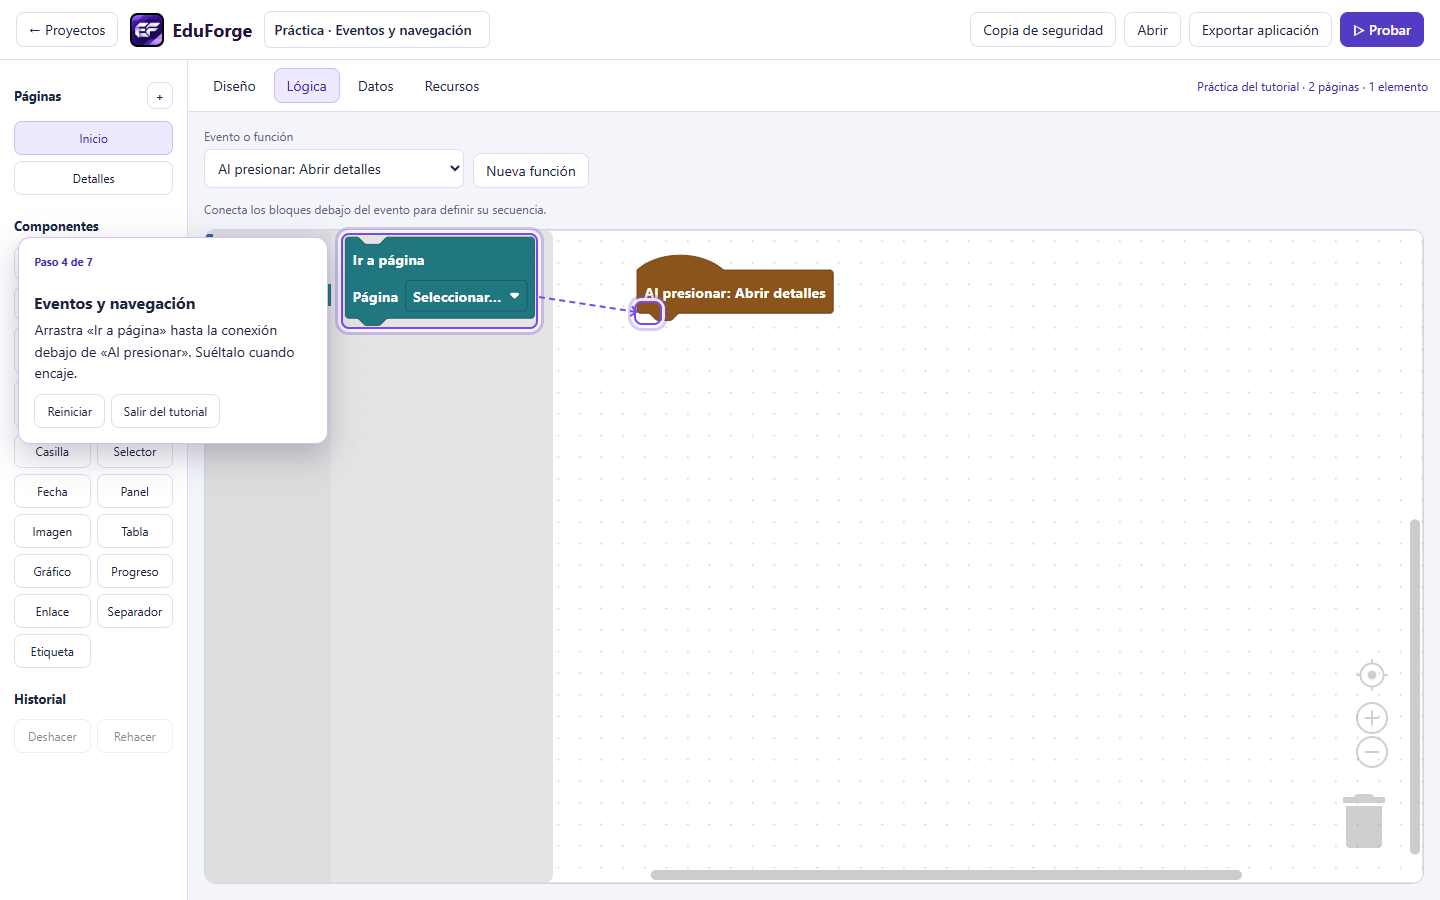 ← Proyectos
EF
EduForge
Práctica · Eventos y navegación
Copia de seguridad
Abrir
Exportar aplicación
▷ Probar
Páginas
+
Inicio
Detalles
Componentes
Diseño
Lógica
Datos
Recursos
Práctica del tutorial · 2 páginas · 1 elemento
Evento o función
Al presionar: Abrir detalles
Nueva función
Conecta los bloques debajo del evento para definir su secuencia.
Paso 4 de 7
Eventos y navegación
Arrastra «Ir a página» hasta la conexión
debajo de «Al presionar». Suéltalo cuando
encaje.
Reiniciar
Salir del tutorial
Ir a página
Página
Seleccionar...
Al presionar: Abrir detalles
Casilla
Selector
Fecha
Panel
Imagen
Tabla
Gráfico
Progreso
Enlace
Separador
Etiqueta
Historial
Deshacer
Rehacer